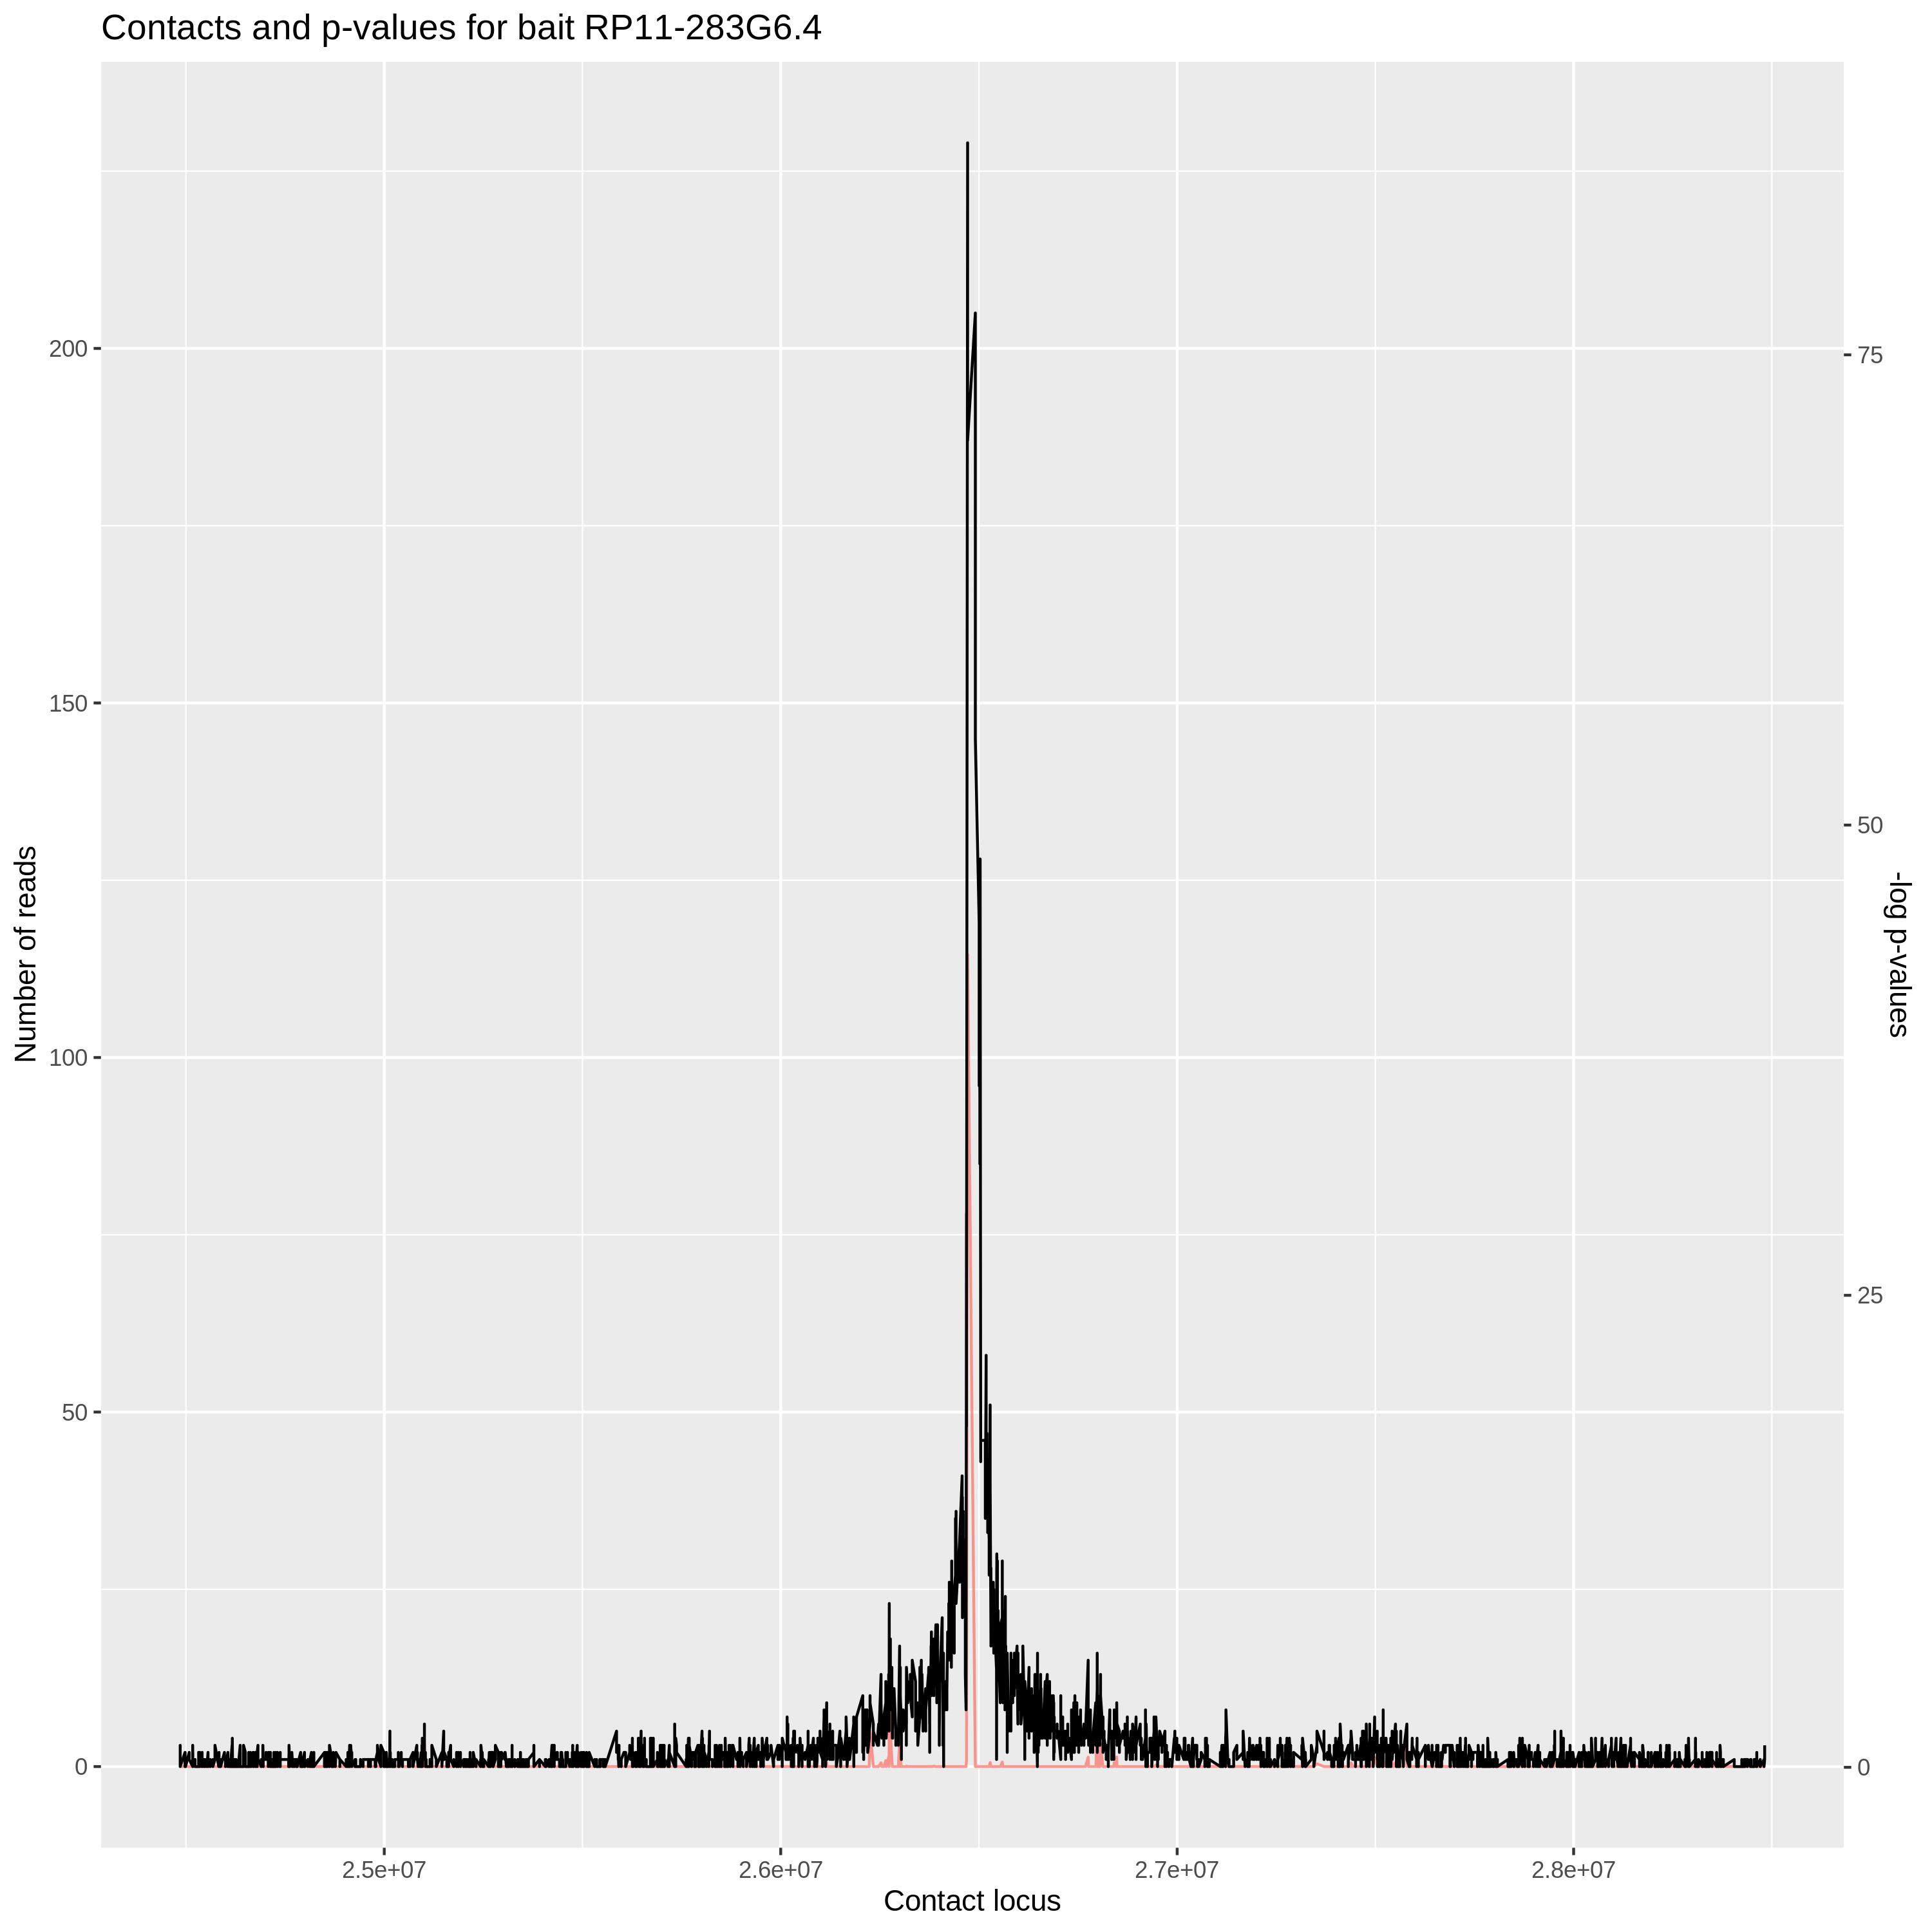 Contacts and p-values for bait RP11-283G6.4
200
150
100
50
0
Number of reads
75
50
25
0
-log p-values
2.5e+07 2.6e+07 2.7e+07 2.8e+07
Contact locus